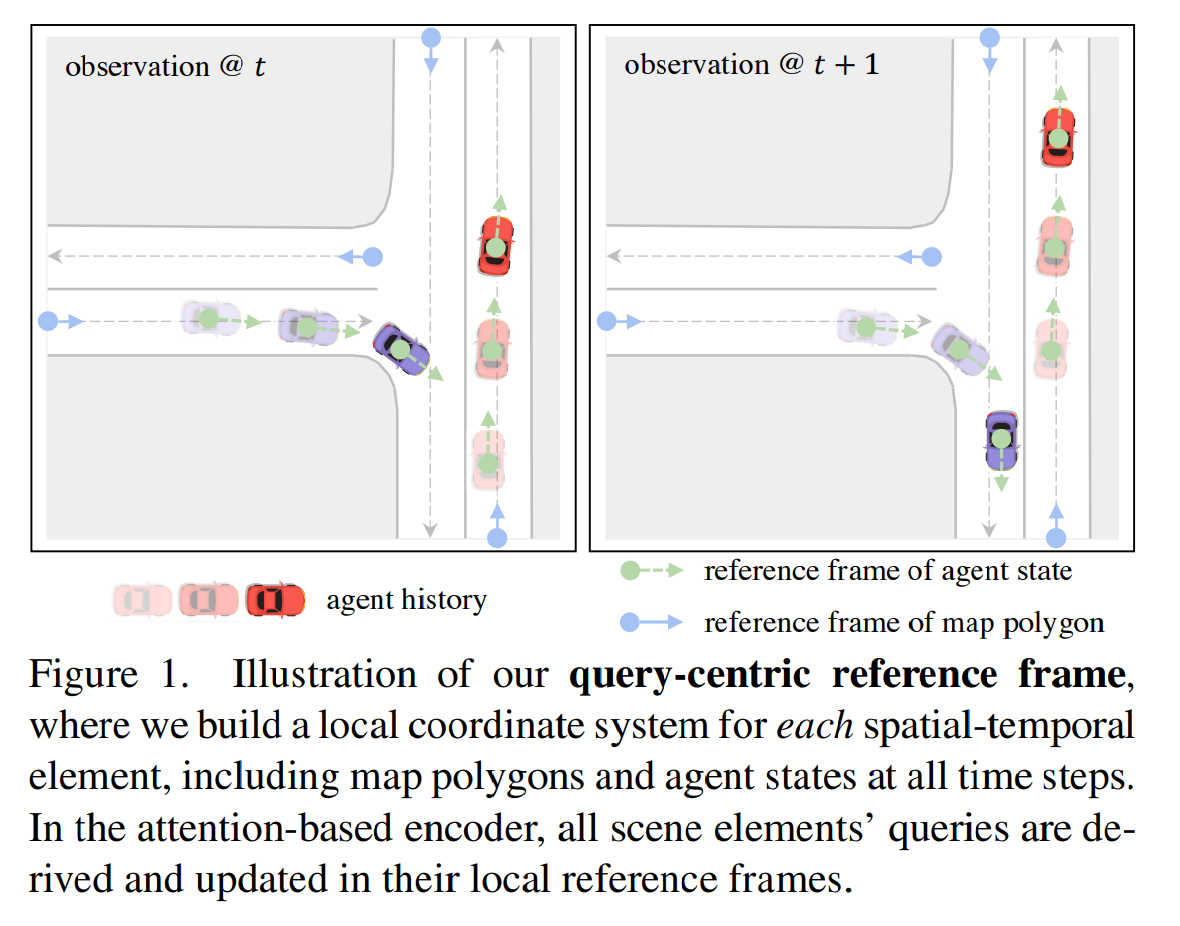 observation @ t
observation @ t + 1
agent history
reference frame of agent state
reference frame of map polygon
Figure 1. Illustration of our query-centric reference frame,
where we build a local coordinate system for each spatial-temporal
element, including map polygons and agent states at all time steps.
In the attention-based encoder, all scene elements’ queries are de-
rived and updated in their local reference frames.